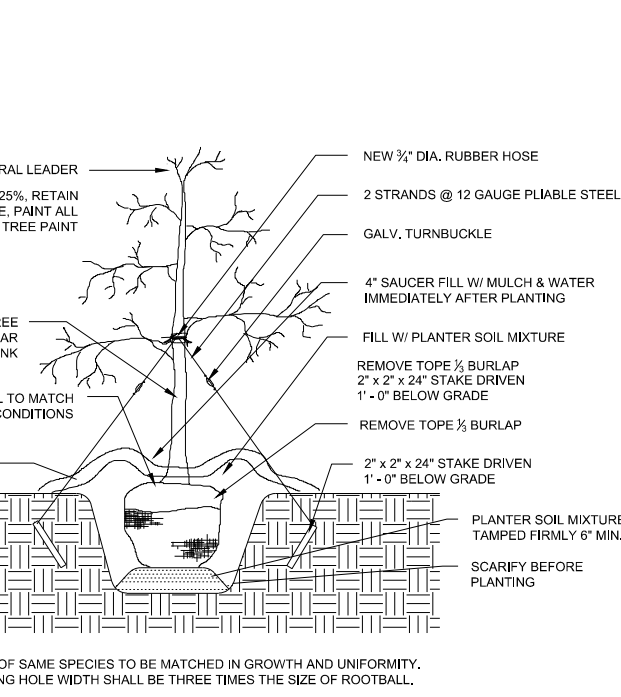 RAL LEADER
25%, RETAIN
E, PAINT ALL
TREE PAINT
REE
AR
NK
L TO MATCH
CONDITIONS
NEW ¾" DIA. RUBBER HOSE
2 STRANDS @ 12 GAUGE PLIABLE STEEL
GALV. TURNBUCKLE
4" SAUCER FILL W/ MULCH & WATER
IMMEDIATELY AFTER PLANTING
FILL W/ PLANTER SOIL MIXTURE
REMOVE TOPE ⅓ BURLAP
2" x 2" x 24" STAKE DRIVEN
1' - 0" BELOW GRADE
REMOVE TOPE ⅓ BURLAP
2" x 2" x 24" STAKE DRIVEN
1' - 0" BELOW GRADE
PLANTER SOIL MIXTURE
TAMPED FIRMLY 6" MIN.
SCARIFY BEFORE
PLANTING
OF SAME SPECIES TO BE MATCHED IN GROWTH AND UNIFORMITY.
NG HOLE WIDTH SHALL BE THREE TIMES THE SIZE OF ROOTBALL.